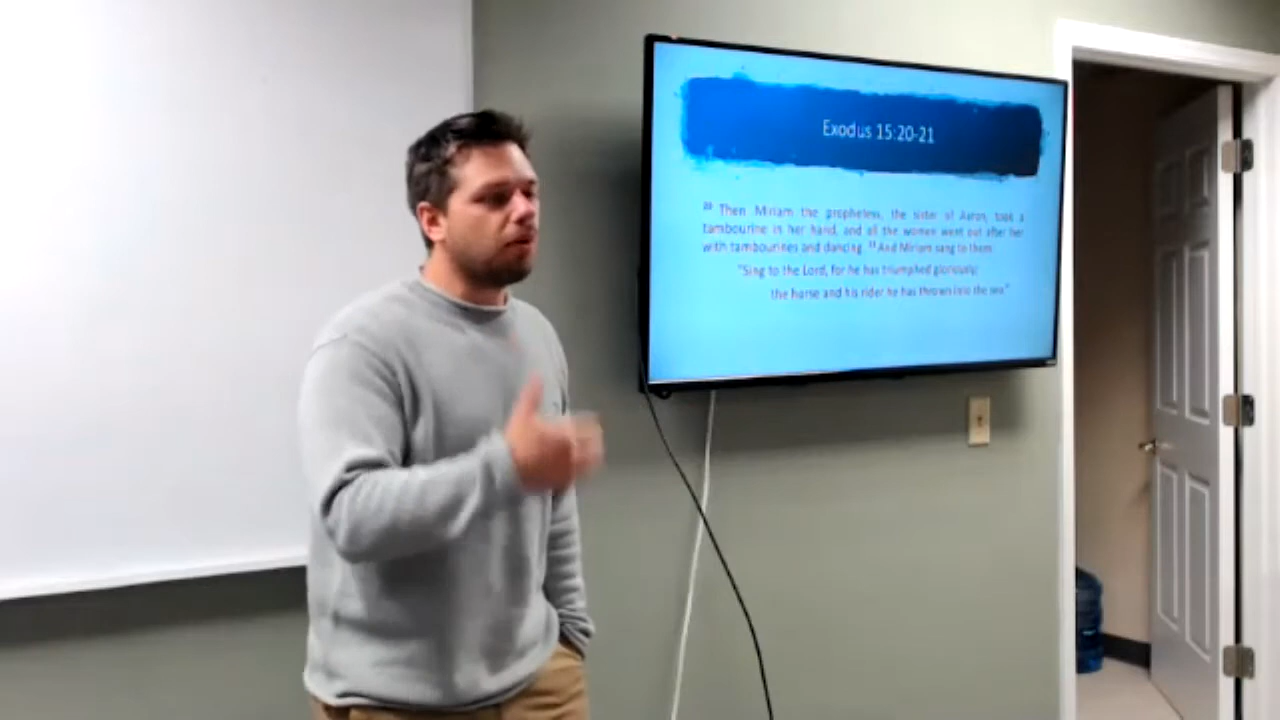 Exodus 15:20-21
20 Then Miriam the prophetess, the sister of Aaron, took a
tambourine in her hand, and all the women went out after her
with tambourines and dancing. 21 And Miriam sang to them:
"Sing to the Lord, for he has triumphed gloriously;
the horse and his rider he has thrown into the sea."